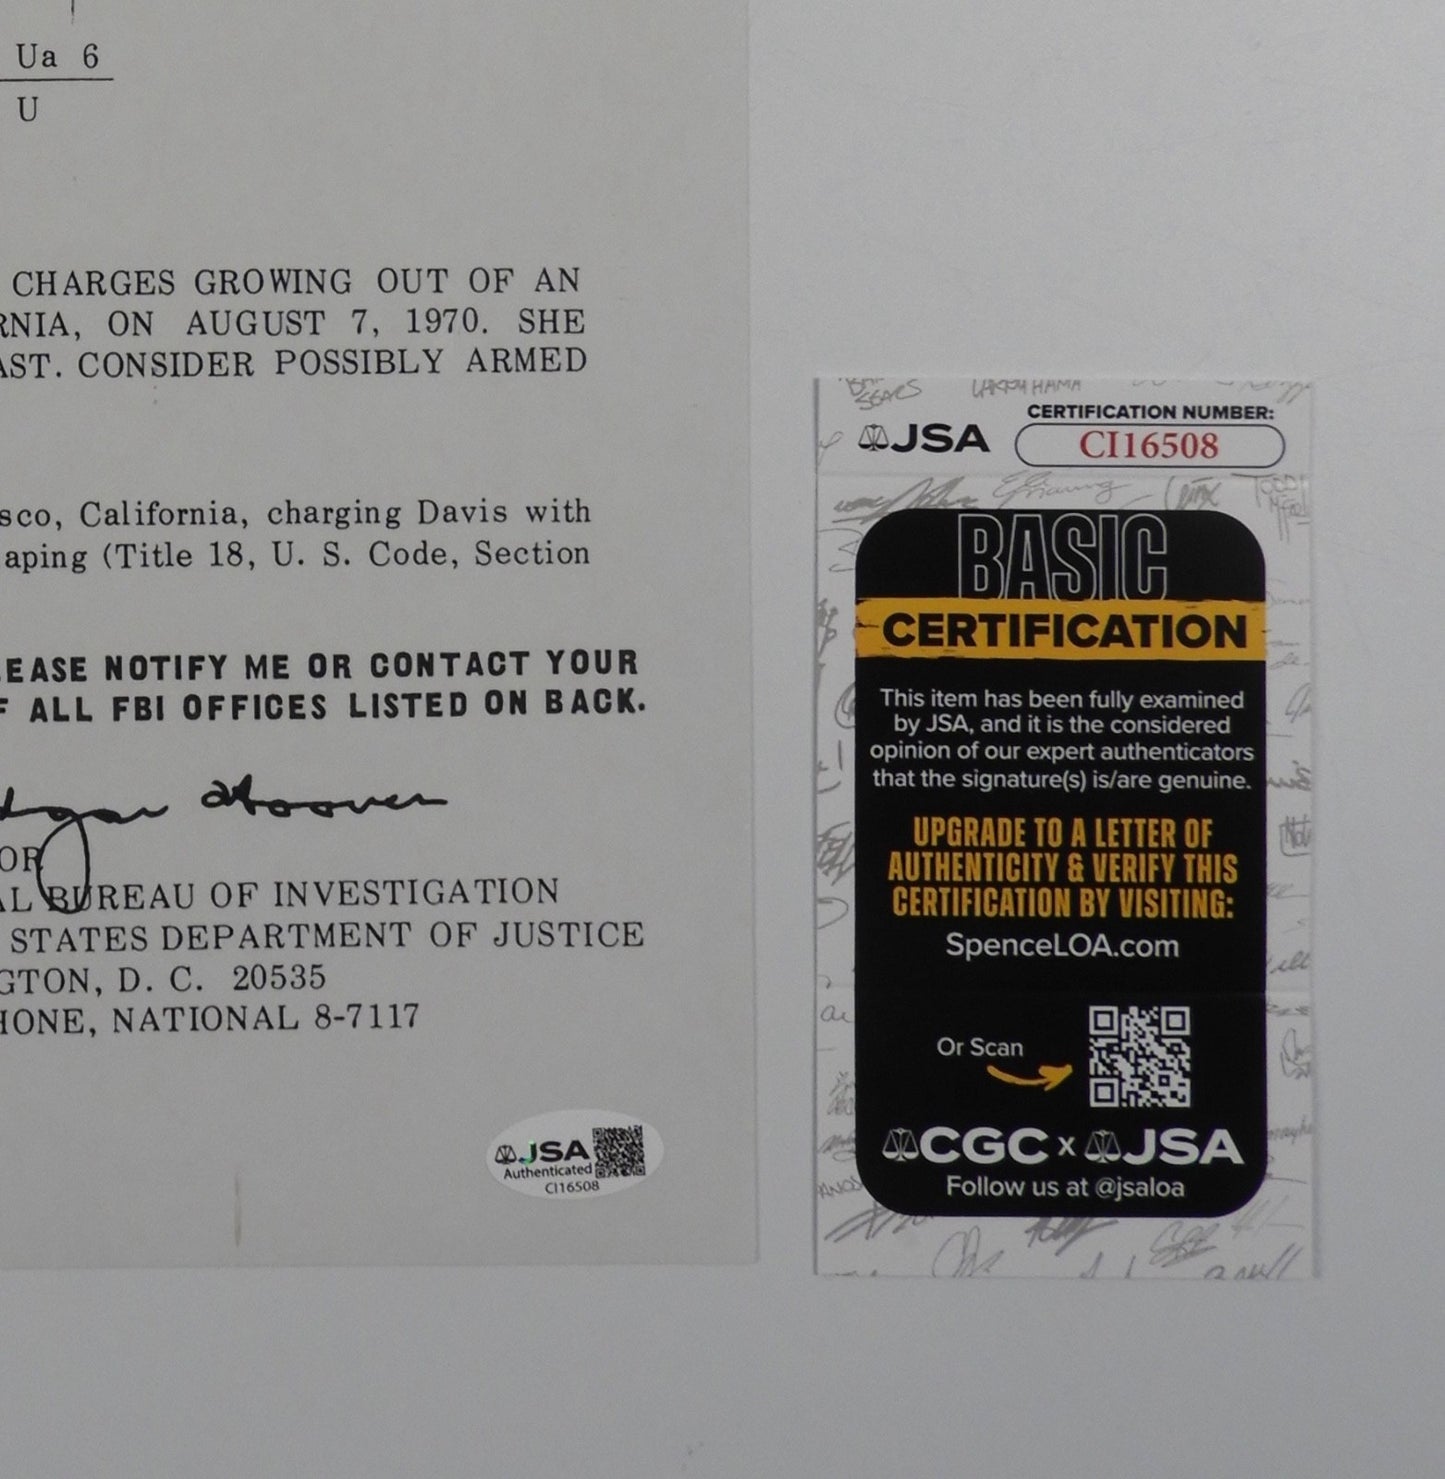 Ua 6
U
CHARGES GROWING OUT OF AN
RNIA, ON AUGUST 7, 1970. SHE
AST. CONSIDER POSSIBLY ARMED
sco, California, charging Davis with
aping (Title 18, U. S. Code, Section
EASE NOTIFY ME OR CONTACT YOUR
F ALL FBI OFFICES LISTED ON BACK.
dgar Hoover
OR
AL BUREAU OF INVESTIGATION
STATES DEPARTMENT OF JUSTICE
GTON, D. C. 20535
HONE, NATIONAL 8-7117
JSA
Authenticated
CI16508
SEARS
LARRY HAMA
JSA
CERTIFICATION NUMBER:
CI16508
BASIC
CERTIFICATION
This item has been fully examined
by JSA, and it is the considered
opinion of our expert authenticators
that the signature(s) is/are genuine.
UPGRADE TO A LETTER OF
AUTHENTICITY & VERIFY THIS
CERTIFICATION BY VISITING:
SpenceLOA.com
Or Scan
CGC x JSA
Follow us at @jsaloa